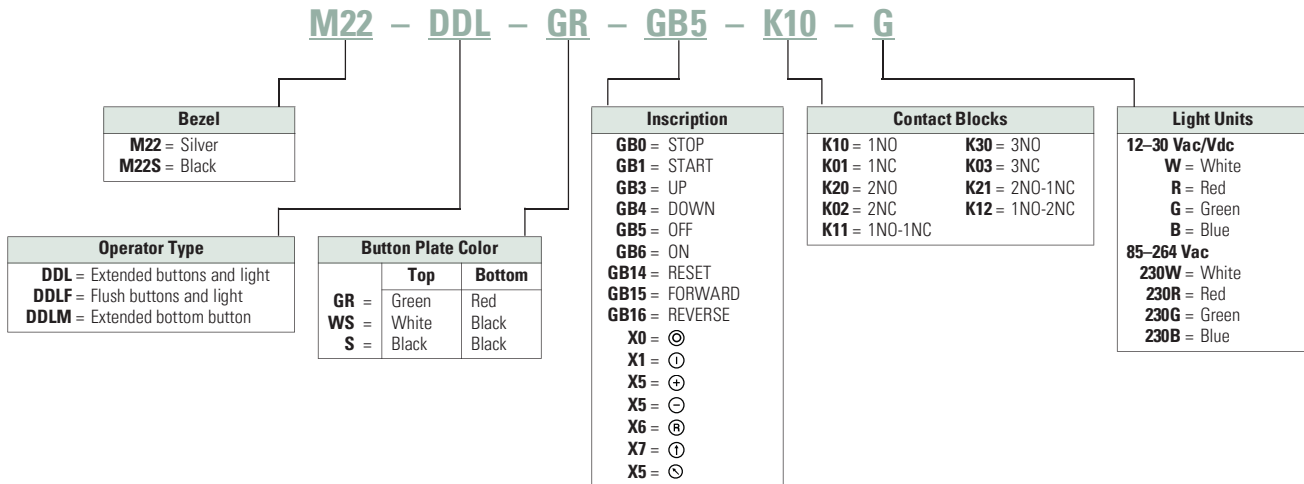 M22 – DDL – GR – GB5 – K10 – G
Bezel
M22 = Silver
M22S = Black
Operator Type
DDL = Extended buttons and light
DDLF = Flush buttons and light
DDLM = Extended bottom button
Button Plate Color
Top Bottom
GR = Green Red
WS = White Black
S = Black Black
Inscription
GB0 = STOP
GB1 = START
GB3 = UP
GB4 = DOWN
GB5 = OFF
GB6 = ON
GB14 = RESET
GB15 = FORWARD
GB16 = REVERSE
X0 = ◎
X1 = Ⓘ
X5 = ⊕
X5 = ⊖
X6 = Ⓡ
X7 = ↑
X5 = ↖
Contact Blocks
K10 = 1NO K30 = 3NO
K01 = 1NC K03 = 3NC
K20 = 2NO K21 = 2NO-1NC
K02 = 2NC K12 = 1NO-2NC
K11 = 1NO-1NC
Light Units
12–30 Vac/Vdc
W = White
R = Red
G = Green
B = Blue
85–264 Vac
230W = White
230R = Red
230G = Green
230B = Blue